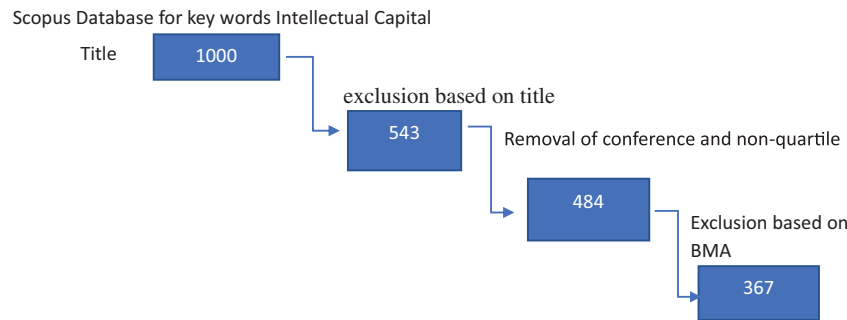 Scopus Database for key words Intellectual Capital
Title
1000
exclusion based on title
543
Removal of conference and non-quartile
484
Exclusion based on
BMA
367